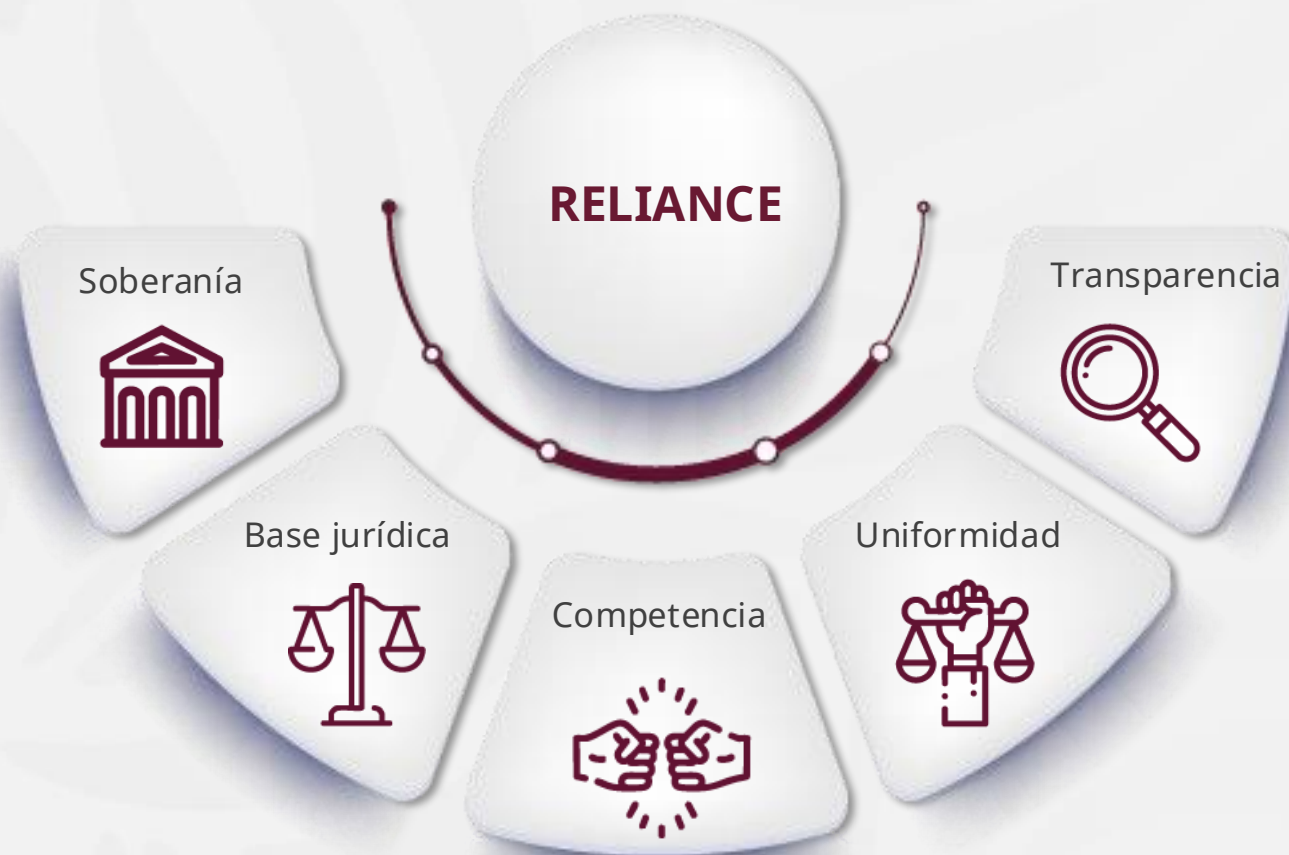 RELIANCE
Soberanía
Base jurídica
Competencia
Uniformidad
Transparencia